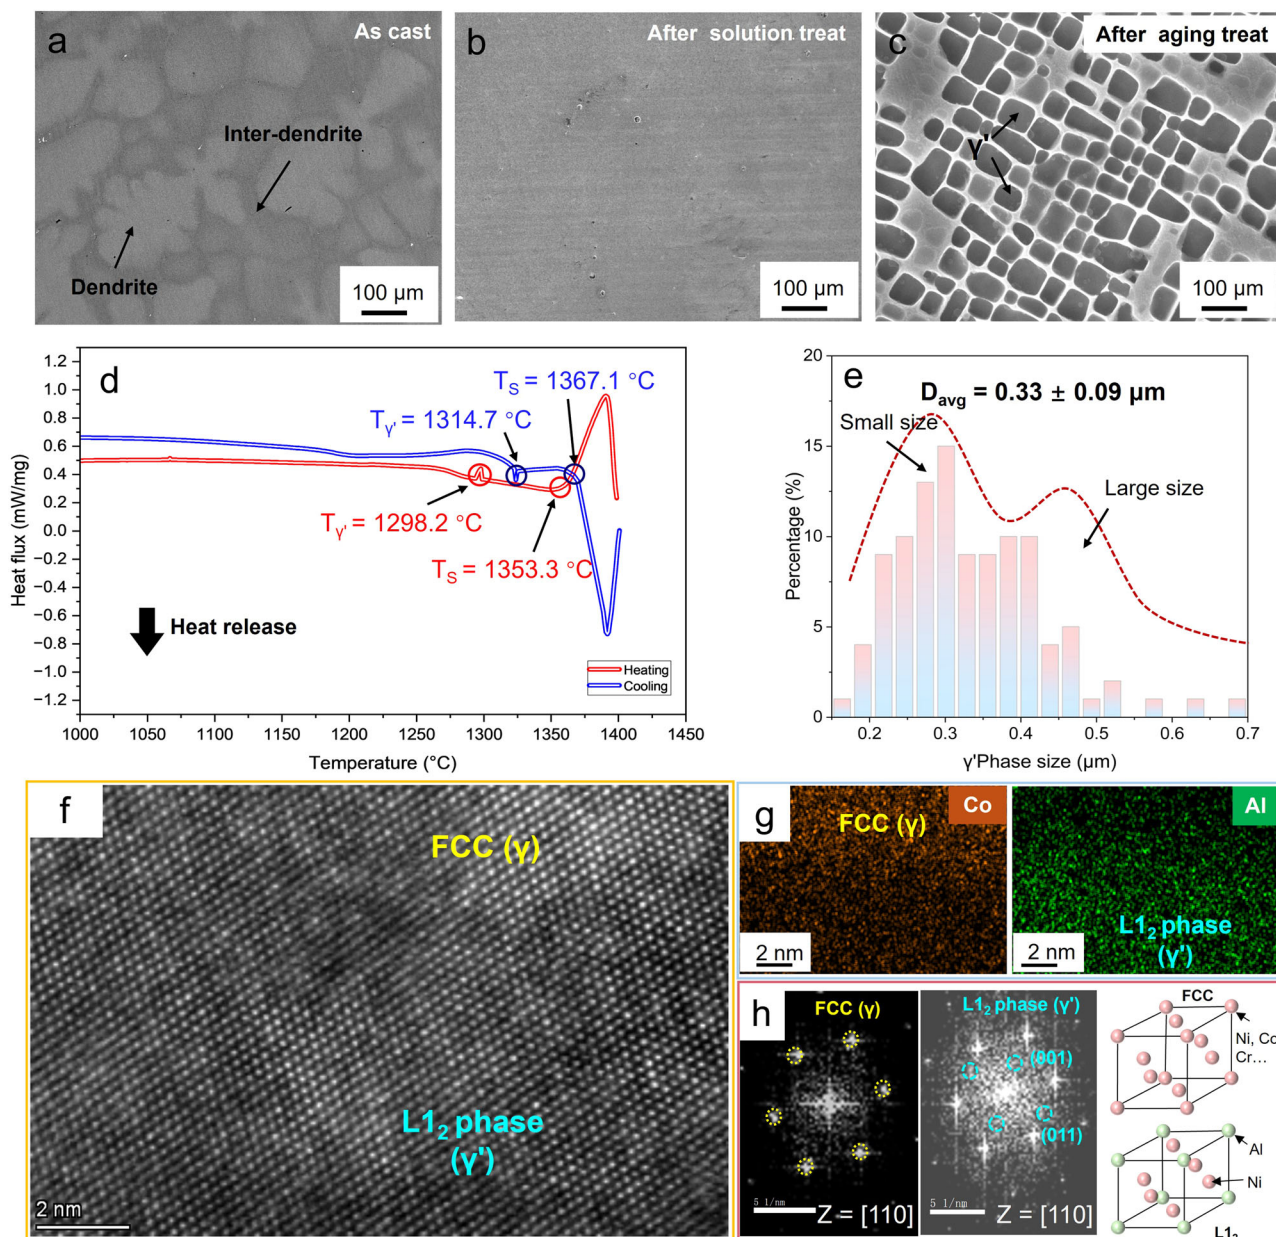 a
As cast
Inter-dendrite
Dendrite
100 µm
b
After solution treat
100 µm
c
After aging treat
γ'
100 µm
d
Heat flux (mW/mg)
1.2
1.0
0.8
0.6
0.4
0.2
0.0
−0.2
−0.4
−0.6
−0.8
−1.0
−1.2
T_S = 1367.1 °C
T_γ' = 1314.7 °C
T_γ' = 1298.2 °C
T_S = 1353.3 °C
Heat release
Heating
Cooling
1000 1050 1100 1150 1200 1250 1300 1350 1400 1450
Temperature (°C)
e
D_avg = 0.33 ± 0.09 µm
Small size
Large size
Percentage (%)
20
15
10
5
0
0.2 0.3 0.4 0.5 0.6 0.7
γ'Phase size (µm)
f
FCC (γ)
L1₂ phase
(γ')
2 nm
g
Co
FCC (γ)
2 nm
Al
L1₂ phase
(γ')
2 nm
h
FCC (γ)
5 1/nm
Z = [110]
L1₂ phase (γ')
(001)
(011)
5 1/nm
Z = [110]
FCC
Ni, Co
Cr...
Al
Ni
L1₂